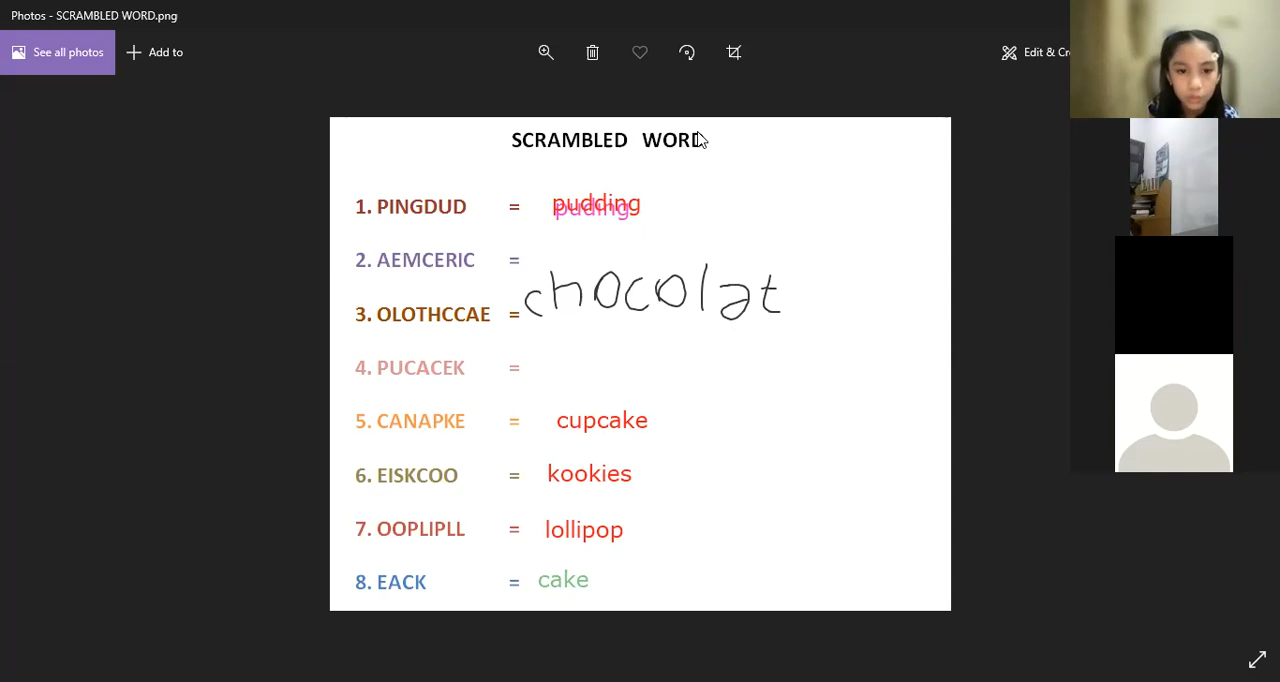 Photos - SCRAMBLED WORD.png
See all photos
Add to
Edit & Cr
SCRAMBLED WORD
1. PINGDUD = pudding
puding
2. AEMCERIC =
3. OLOTHCCAE = chocolat
4. PUCACEK =
5. CANAPKE = cupcake
6. EISKCOO = kookies
7. OOPLIPLL = lollipop
8. EACK = cake